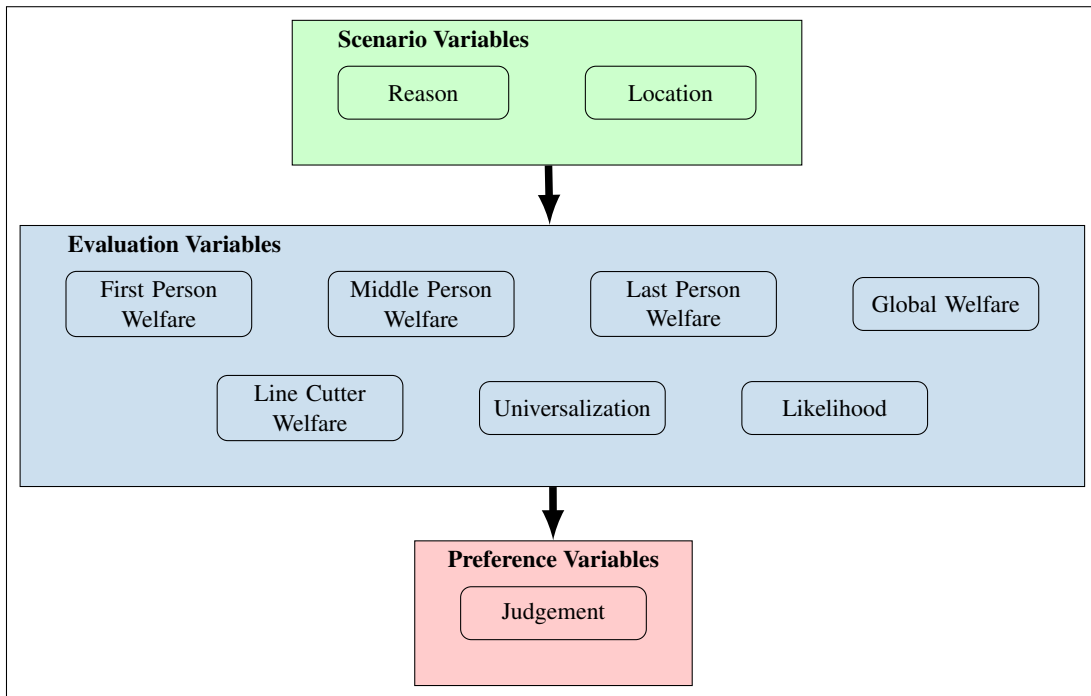 Scenario Variables
Reason
Location
Evaluation Variables
First Person
Welfare
Middle Person
Welfare
Last Person
Welfare
Global Welfare
Line Cutter
Welfare
Universalization
Likelihood
Preference Variables
Judgement